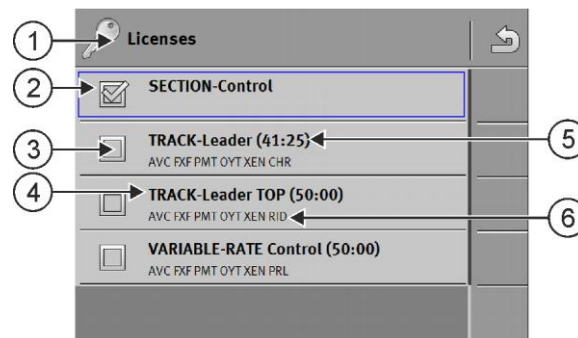 1
Licenses
2
SECTION-Control
3
TRACK-Leader (41:25)
5
AVC FXF PMT OYT XEN CHR
4
TRACK-Leader TOP (50:00)
AVC FXF PMT OYT XEN RID
6
VARIABLE-RATE Control (50:00)
AVC FXF PMT OYT XEN PRL